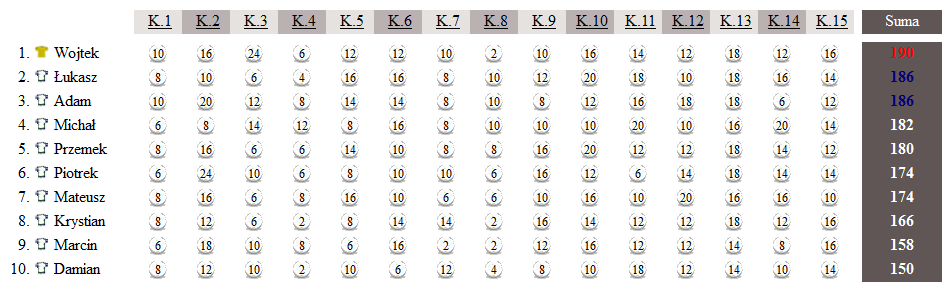 K.1 K.2 K.3 K.4 K.5 K.6 K.7 K.8 K.9 K.10 K.11 K.12 K.13 K.14 K.15 Suma
1. Wojtek 10 16 24 6 12 12 10 2 10 16 14 12 18 12 16 190
2. Łukasz 8 10 6 4 16 16 8 10 12 20 18 10 18 16 14 186
3. Adam 10 20 12 8 14 14 8 10 8 12 16 18 18 6 12 186
4. Michał 6 8 14 12 8 16 8 10 10 10 20 10 16 20 14 182
5. Przemek 8 16 6 6 14 10 8 8 16 20 12 12 18 14 12 180
6. Piotrek 6 24 10 6 8 10 10 6 16 12 6 14 18 14 14 174
7. Mateusz 8 16 6 8 16 10 6 6 10 16 10 20 16 16 10 174
8. Krystian 8 12 6 2 8 14 14 2 16 14 12 12 18 12 16 166
9. Marcin 6 18 10 8 6 16 2 2 12 16 12 12 14 8 16 158
10. Damian 8 12 10 2 10 6 12 4 8 10 18 12 14 10 14 150